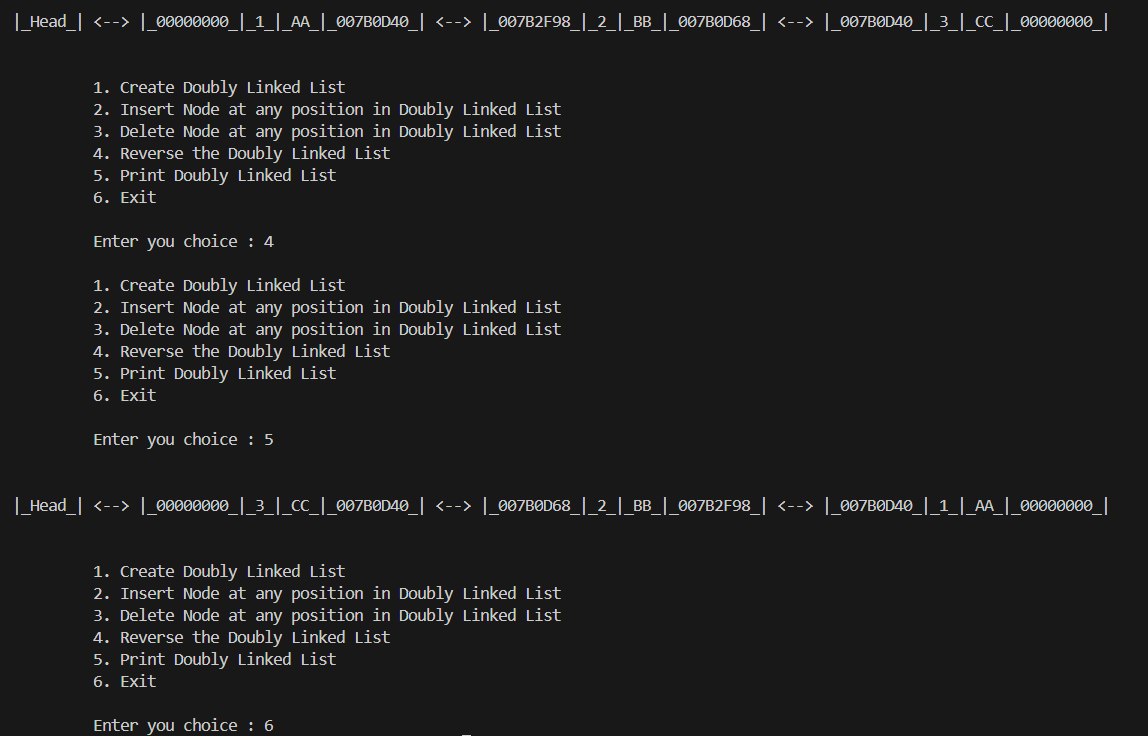 |_Head_| <--> |_00000000_|_1_|_AA_|_007B0D40_| <--> |_007B2F98_|_2_|_BB_|_007B0D68_| <--> |_007B0D40_|_3_|_CC_|_00000000_|
1. Create Doubly Linked List
2. Insert Node at any position in Doubly Linked List
3. Delete Node at any position in Doubly Linked List
4. Reverse the Doubly Linked List
5. Print Doubly Linked List
6. Exit
Enter you choice : 4
1. Create Doubly Linked List
2. Insert Node at any position in Doubly Linked List
3. Delete Node at any position in Doubly Linked List
4. Reverse the Doubly Linked List
5. Print Doubly Linked List
6. Exit
Enter you choice : 5
|_Head_| <--> |_00000000_|_3_|_CC_|_007B0D40_| <--> |_007B0D68_|_2_|_BB_|_007B2F98_| <--> |_007B0D40_|_1_|_AA_|_00000000_|
1. Create Doubly Linked List
2. Insert Node at any position in Doubly Linked List
3. Delete Node at any position in Doubly Linked List
4. Reverse the Doubly Linked List
5. Print Doubly Linked List
6. Exit
Enter you choice : 6